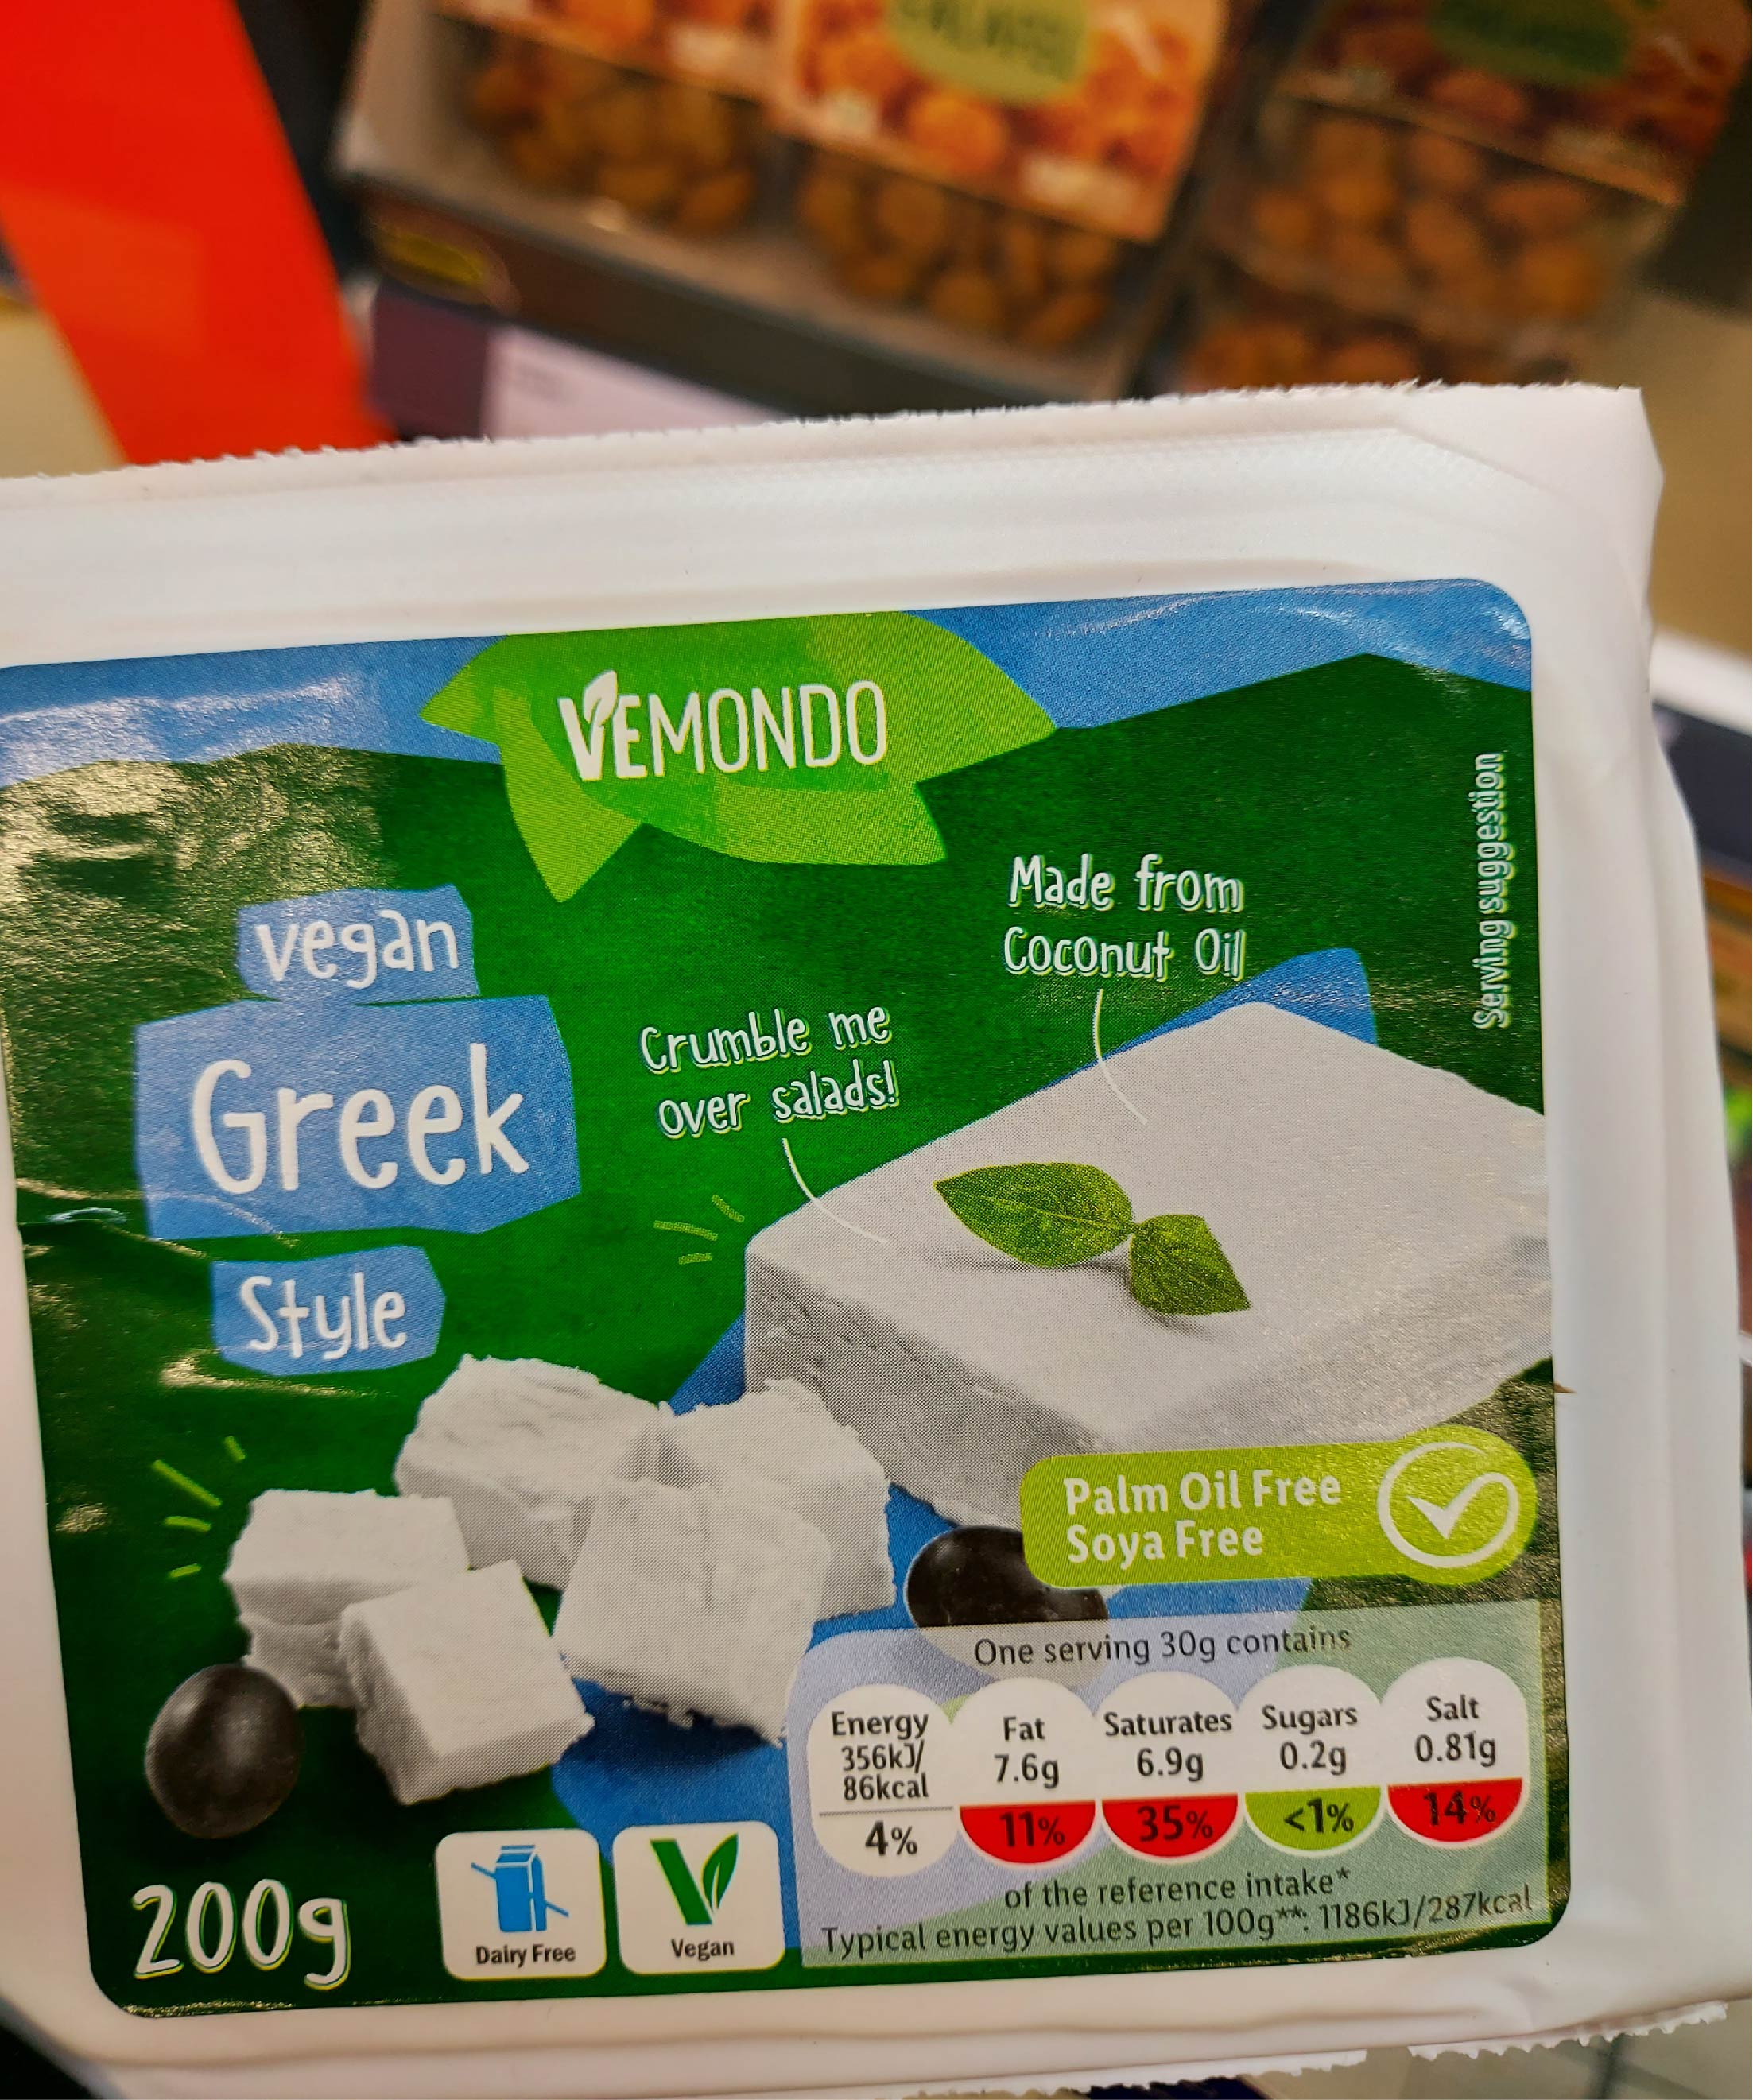 VEMONDO
vegan
Greek
Style
Made from
Coconut Oil
Crumble me
over salads!
Serving suggestion
Palm Oil Free
Soya Free
One serving 30g contains
Energy
356kJ/
86kcal
4%
Fat
7.6g
11%
Saturates
6.9g
35%
Sugars
0.2g
<1%
Salt
0.81g
14%
of the reference intake*
Typical energy values per 100g**: 1186kJ/287kcal
200g
Dairy Free
Vegan